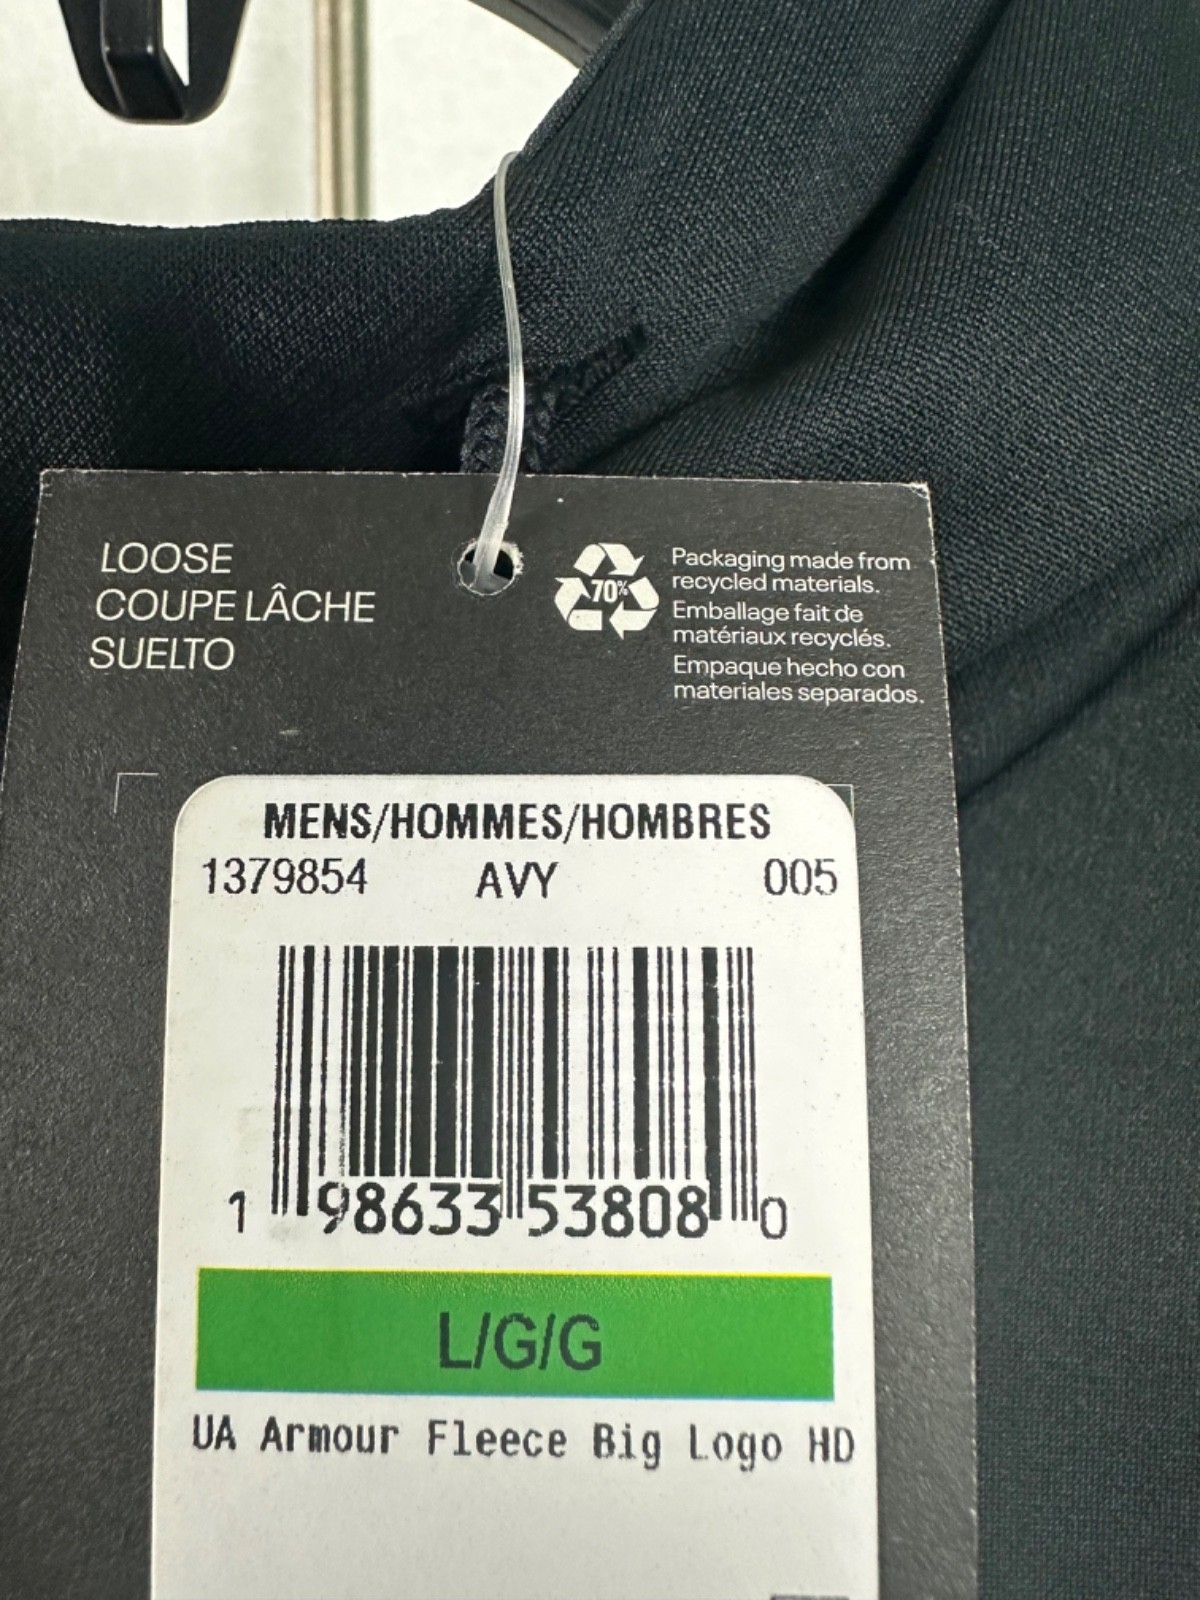 LOOSE
COUPE LÂCHE
SUELTO
70%
Packaging made from
recycled materials.
Emballage fait de
matériaux recyclés.
Empaque hecho con
materiales separados.
MENS/HOMMES/HOMBRES
1379854 AVY 005
1 98633 53808 0
L/G/G
UA Armour Fleece Big Logo HD